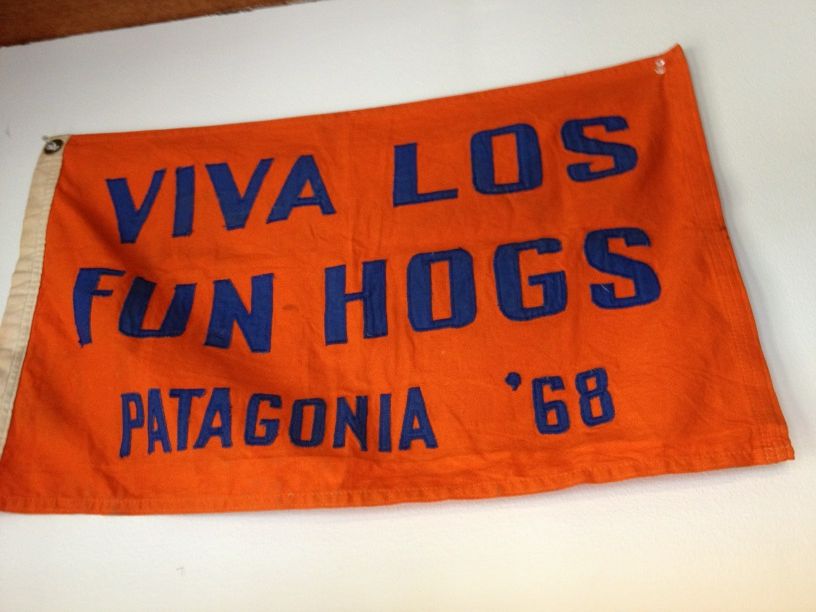 VIVA LOS
FUN HOGS
PATAGONIA '68